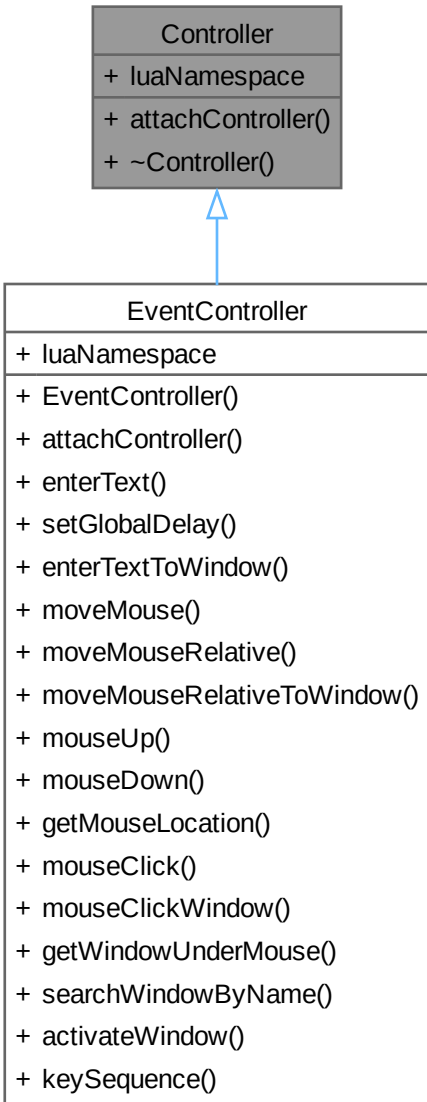 Controller
+ luaNamespace
+ attachController()
+ ~Controller()
EventController
+ luaNamespace
+ EventController()
+ attachController()
+ enterText()
+ setGlobalDelay()
+ enterTextToWindow()
+ moveMouse()
+ moveMouseRelative()
+ moveMouseRelativeToWindow()
+ mouseUp()
+ mouseDown()
+ getMouseLocation()
+ mouseClick()
+ mouseClickWindow()
+ getWindowUnderMouse()
+ searchWindowByName()
+ activateWindow()
+ keySequence()